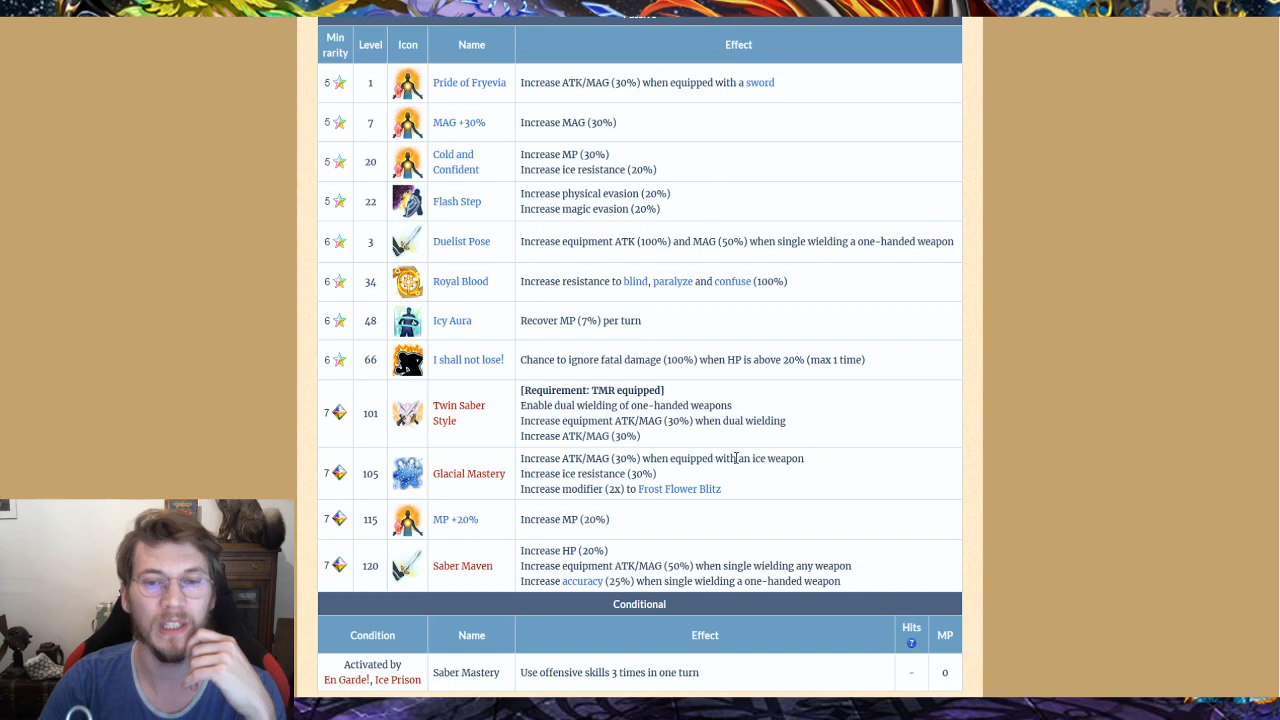 Min rarity Level Icon Name Effect
5 1 Pride of Fryevia Increase ATK/MAG (30%) when equipped with a sword
5 7 MAG +30% Increase MAG (30%)
5 20 Cold and Confident Increase MP (30%)
Increase ice resistance (20%)
5 22 Flash Step Increase physical evasion (20%)
Increase magic evasion (20%)
6 3 Duelist Pose Increase equipment ATK (100%) and MAG (50%) when single wielding a one-handed weapon
6 34 Royal Blood Increase resistance to blind, paralyze and confuse (100%)
6 48 Icy Aura Recover MP (7%) per turn
6 66 I shall not lose! Chance to ignore fatal damage (100%) when HP is above 20% (max 1 time)
7 101 Twin Saber Style [Requirement: TMR equipped]
Enable dual wielding of one-handed weapons
Increase equipment ATK/MAG (30%) when dual wielding
Increase ATK/MAG (30%)
7 105 Glacial Mastery Increase ATK/MAG (30%) when equipped with an ice weapon
Increase ice resistance (30%)
Increase modifier (2x) to Frost Flower Blitz
7 115 MP +20% Increase MP (20%)
7 120 Saber Maven Increase HP (20%)
Increase equipment ATK/MAG (50%) when single wielding any weapon
Increase accuracy (25%) when single wielding a one-handed weapon
Conditional
Condition Name Effect Hits ? MP
Activated by En Garde!, Ice Prison Saber Mastery Use offensive skills 3 times in one turn - 0